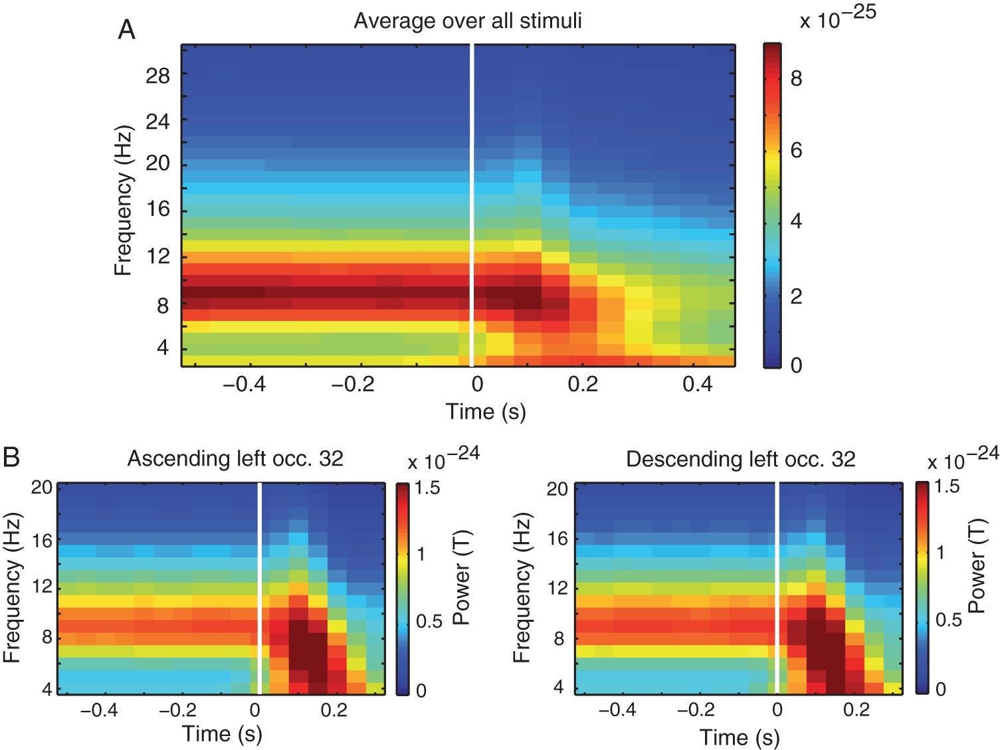 A
Average over all stimuli
x 10−25
28
24
20
16
12
8
4
Frequency (Hz)
−0.4
−0.2
0
0.2
0.4
Time (s)
8
6
4
2
0
B
Ascending left occ. 32
x 10−24
20
16
12
8
4
Frequency (Hz)
−0.4
−0.2
0
0.2
Time (s)
1.5
1
0.5
0
Power (T)
Descending left occ. 32
x 10−24
20
16
12
8
4
Frequency (Hz)
−0.4
−0.2
0
0.2
Time (s)
1.5
1
0.5
0
Power (T)